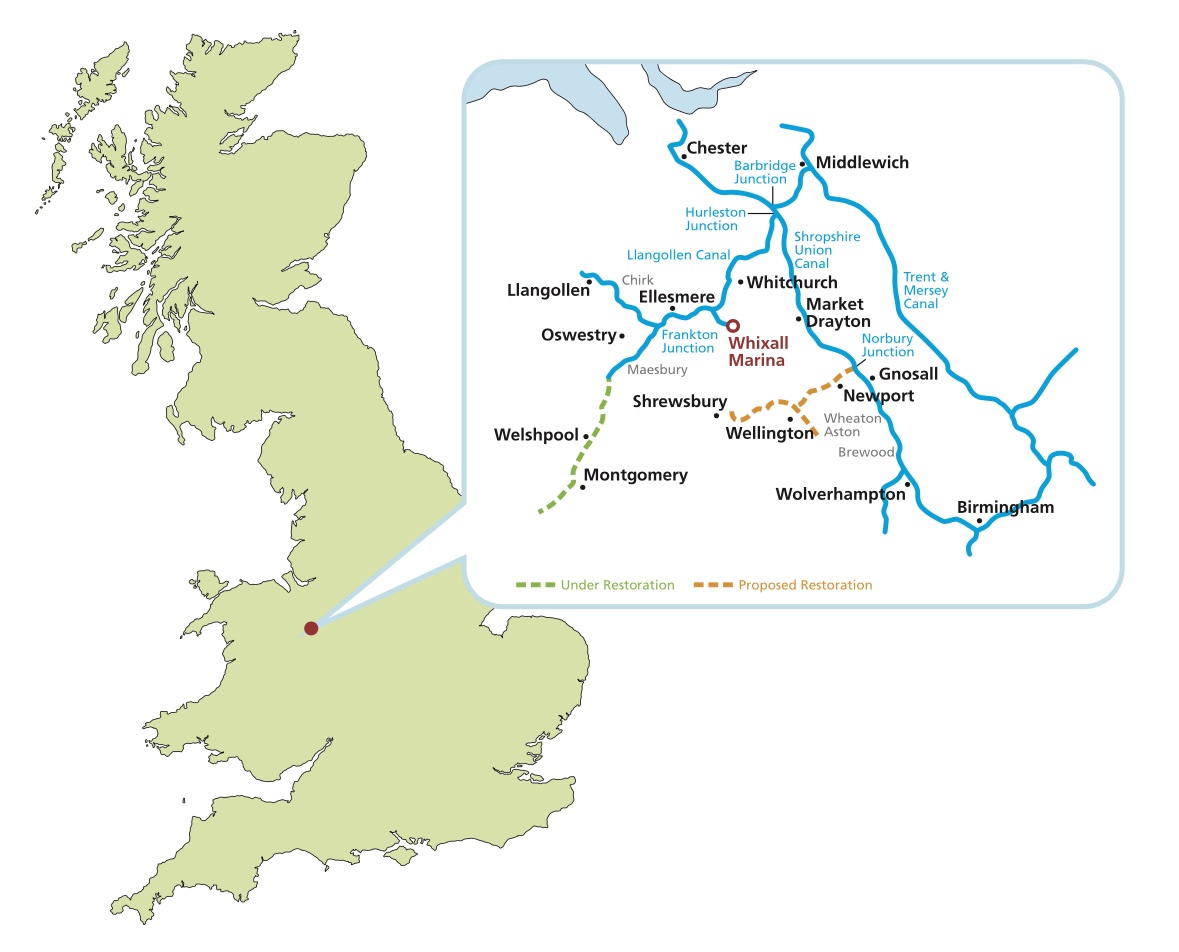 Chester
Middlewich
Barbridge
Junction
Hurleston
Junction
Shropshire
Union
Canal
Llangollen Canal
Trent &
Mersey
Canal
Llangollen
Chirk
Whitchurch
Ellesmere
Market
Drayton
Oswestry
Frankton
Junction
Whixall
Marina
Norbury
Junction
Maesbury
Gnosall
Newport
Shrewsbury
Wheaton
Aston
Wellington
Welshpool
Brewood
Montgomery
Wolverhampton
Birmingham
Under Restoration
Proposed Restoration